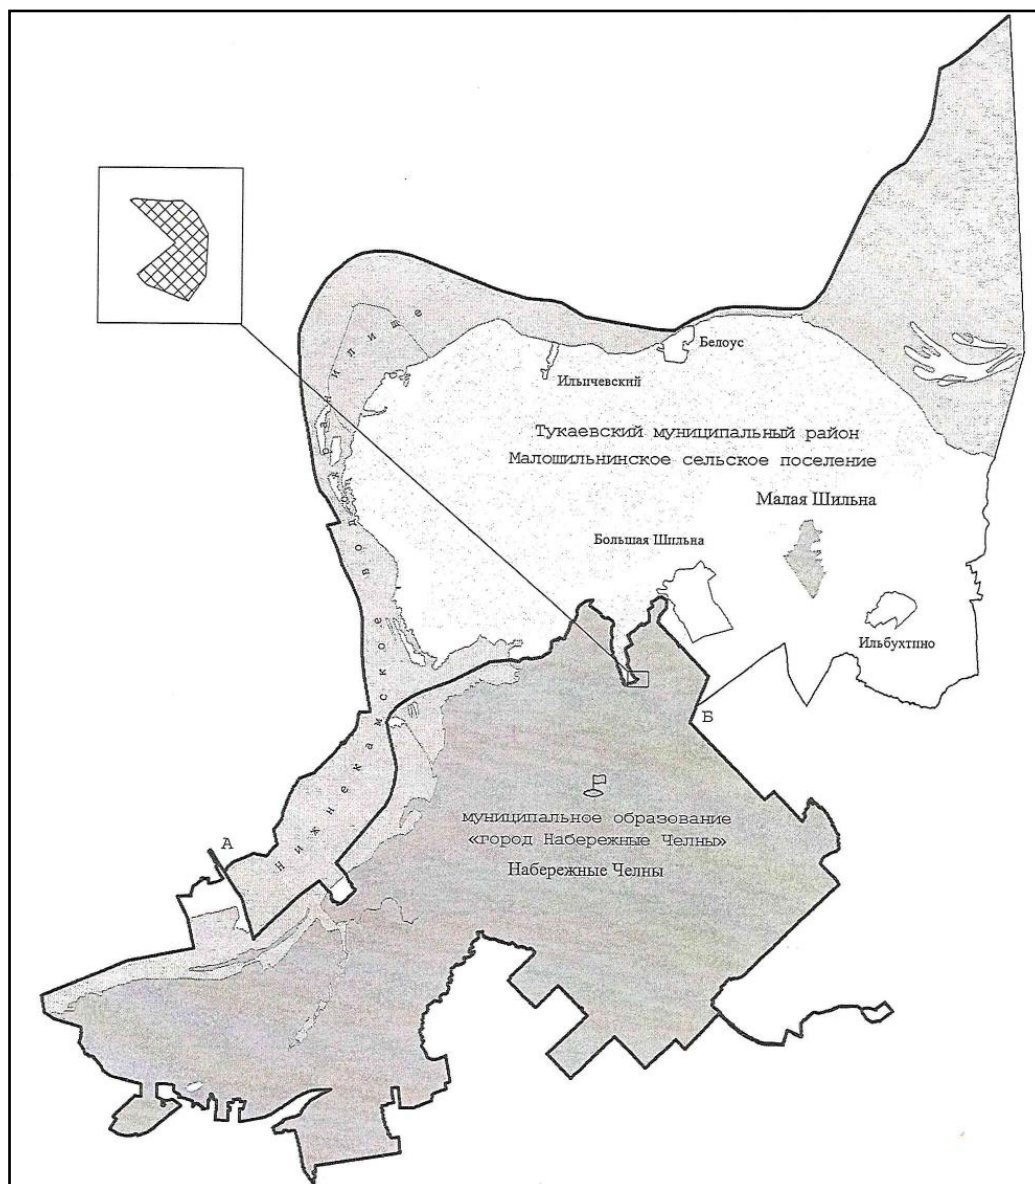 Белоус
Ильичевский
Тукаевский муниципальный район
Малошильнинское сельское поселение
Малая Шильна
Большая Шильна
Ильбухтино
Б
Нижнекамское водохранилище
муниципальное образование
«город Набережные Челны»
Набережные Челны
А